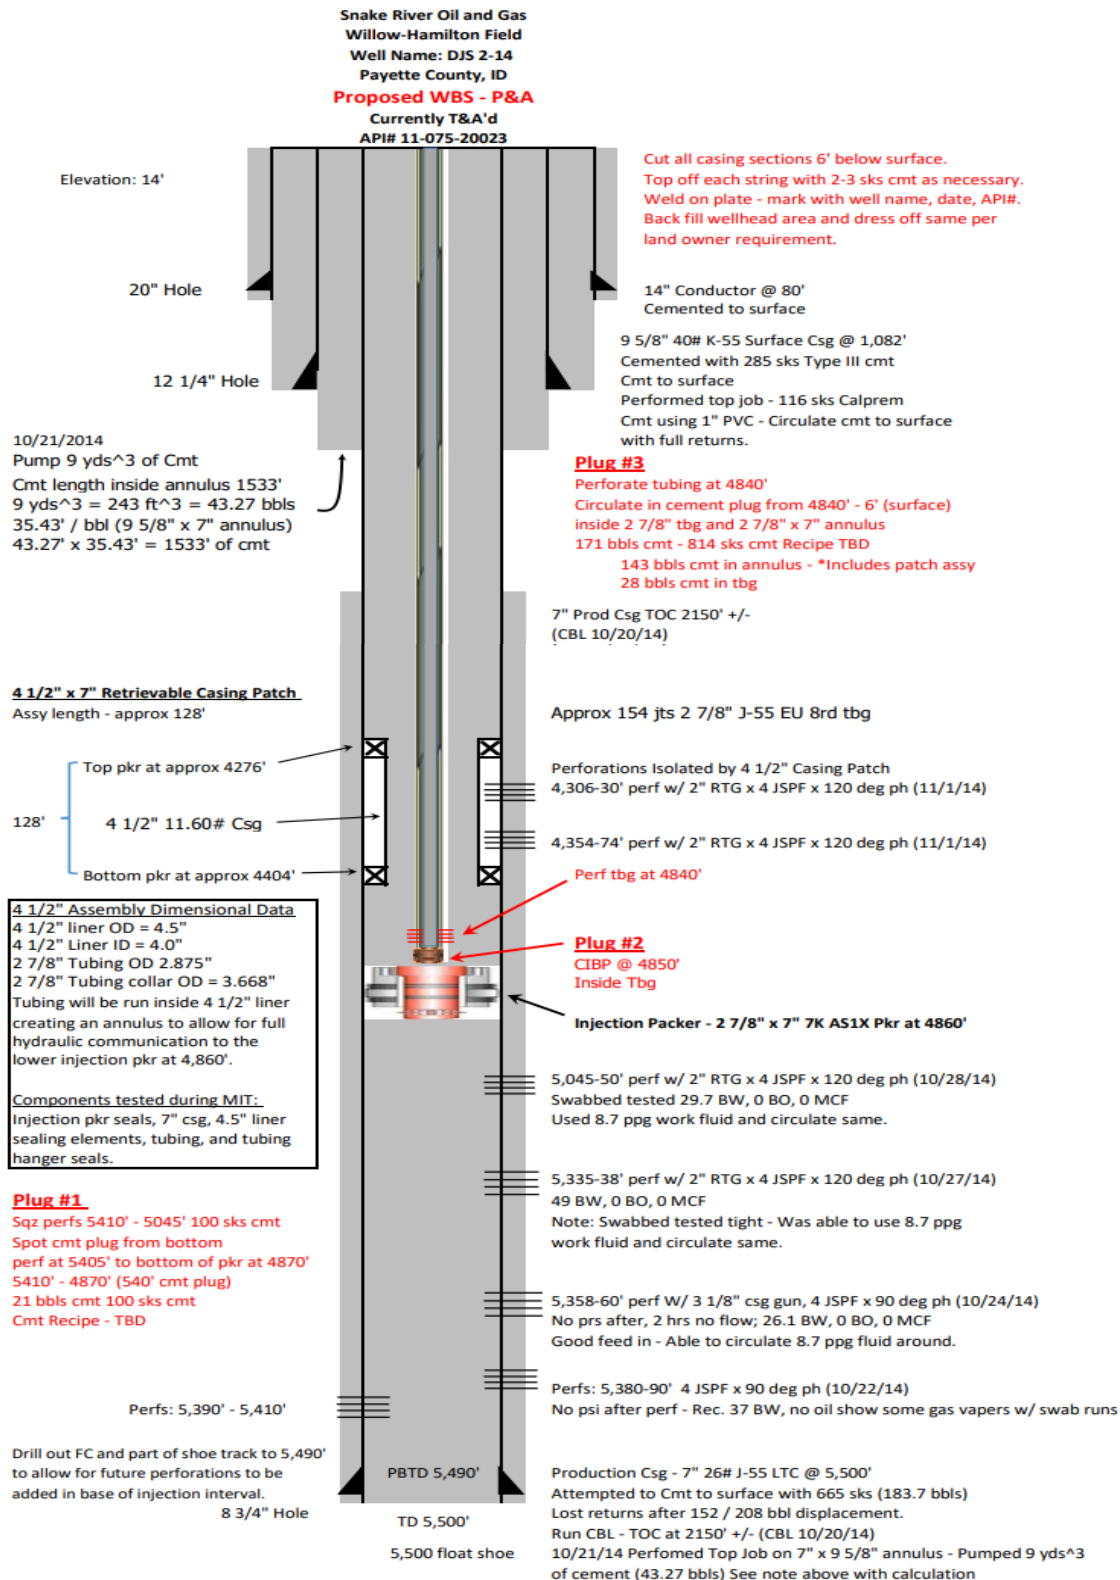 Snake River Oil and Gas
Willow-Hamilton Field
Well Name: DJS 2-14
Payette County, ID
Proposed WBS - P&A
Currently T&A'd
API# 11-075-20023
Elevation: 14'
Cut all casing sections 6' below surface.
Top off each string with 2-3 sks cmt as necessary.
Weld on plate - mark with well name, date, API#.
Back fill wellhead area and dress off same per
land owner requirement.
20" Hole
14" Conductor @ 80'
Cemented to surface
12 1/4" Hole
9 5/8" 40# K-55 Surface Csg @ 1,082'
Cemented with 285 sks Type III cmt
Cmt to surface
Performed top job - 116 sks Calprem
Cmt using 1" PVC - Circulate cmt to surface
with full returns.
10/21/2014
Pump 9 yds^3 of Cmt
Cmt length inside annulus 1533'
9 yds^3 = 243 ft^3 = 43.27 bbls
35.43' / bbl (9 5/8" x 7" annulus)
43.27' x 35.43' = 1533' of cmt
Plug #3
Perforate tubing at 4840'
Circulate in cement plug from 4840' - 6' (surface)
inside 2 7/8" tbg and 2 7/8" x 7" annulus
171 bbls cmt - 814 sks cmt Recipe TBD
143 bbls cmt in annulus - *Includes patch assy
28 bbls cmt in tbg
7" Prod Csg TOC 2150' +/-
(CBL 10/20/14)
4 1/2" x 7" Retrievable Casing Patch
Assy length - approx 128'
Approx 154 jts 2 7/8" J-55 EU 8rd tbg
Top pkr at approx 4276'
128'
4 1/2" 11.60# Csg
Bottom pkr at approx 4404'
Perforations Isolated by 4 1/2" Casing Patch
4,306-30' perf w/ 2" RTG x 4 JSPF x 120 deg ph (11/1/14)
4,354-74' perf w/ 2" RTG x 4 JSPF x 120 deg ph (11/1/14)
Perf tbg at 4840'
4 1/2" Assembly Dimensional Data
4 1/2" liner OD = 4.5"
4 1/2" Liner ID = 4.0"
2 7/8" Tubing OD 2.875"
2 7/8" Tubing collar OD = 3.668"
Tubing will be run inside 4 1/2" liner
creating an annulus to allow for full
hydraulic communication to the
lower injection pkr at 4,860'.
Components tested during MIT:
Injection pkr seals, 7" csg, 4.5" liner
sealing elements, tubing, and tubing
hanger seals.
Plug #2
CIBP @ 4850'
Inside Tbg
Injection Packer - 2 7/8" x 7" 7K AS1X Pkr at 4860'
5,045-50' perf w/ 2" RTG x 4 JSPF x 120 deg ph (10/28/14)
Swabbed tested 29.7 BW, 0 BO, 0 MCF
Used 8.7 ppg work fluid and circulate same.
5,335-38' perf w/ 2" RTG x 4 JSPF x 120 deg ph (10/27/14)
49 BW, 0 BO, 0 MCF
Note: Swabbed tested tight - Was able to use 8.7 ppg
work fluid and circulate same.
Plug #1
Sqz perfs 5410' - 5045' 100 sks cmt
Spot cmt plug from bottom
perf at 5405' to bottom of pkr at 4870'
5410' - 4870' (540' cmt plug)
21 bbls cmt 100 sks cmt
Cmt Recipe - TBD
5,358-60' perf W/ 3 1/8" csg gun, 4 JSPF x 90 deg ph (10/24/14)
No prs after, 2 hrs no flow; 26.1 BW, 0 BO, 0 MCF
Good feed in - Able to circulate 8.7 ppg fluid around.
Perfs: 5,380-90' 4 JSPF x 90 deg ph (10/22/14)
No psi after perf - Rec. 37 BW, no oil show some gas vapers w/ swab runs
Perfs: 5,390' - 5,410'
Drill out FC and part of shoe track to 5,490'
to allow for future perforations to be
added in base of injection interval.
8 3/4" Hole
PBTD 5,490'
TD 5,500'
5,500 float shoe
Production Csg - 7" 26# J-55 LTC @ 5,500'
Attempted to Cmt to surface with 665 sks (183.7 bbls)
Lost returns after 152 / 208 bbl displacement.
Run CBL - TOC at 2150' +/- (CBL 10/20/14)
10/21/14 Perfomed Top Job on 7" x 9 5/8" annulus - Pumped 9 yds^3
of cement (43.27 bbls) See note above with calculation